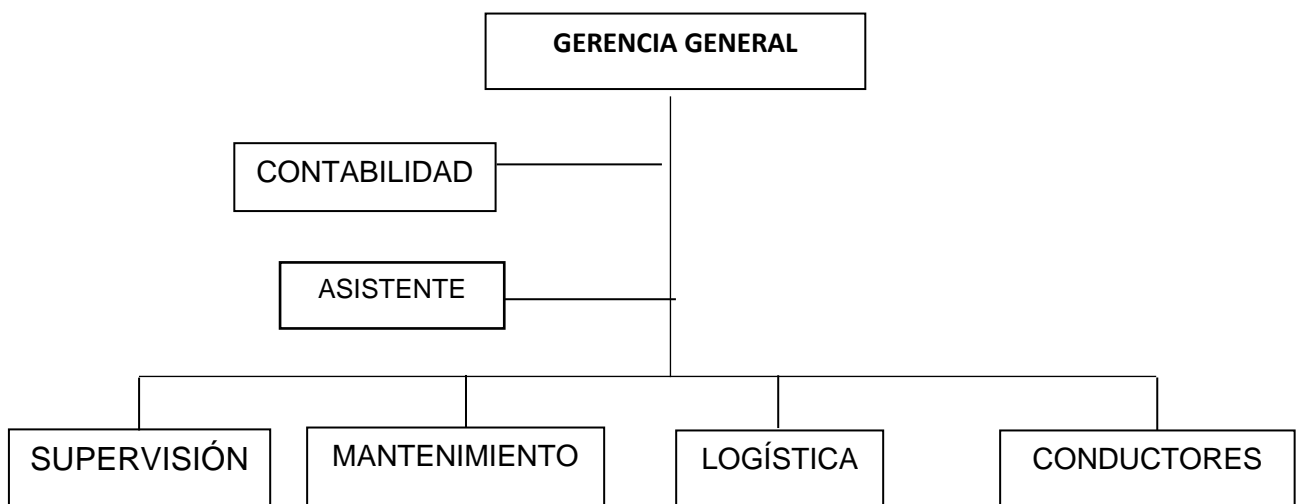 GERENCIA GENERAL
CONTABILIDAD
ASISTENTE
SUPERVISIÓN
MANTENIMIENTO
LOGÍSTICA
CONDUCTORES